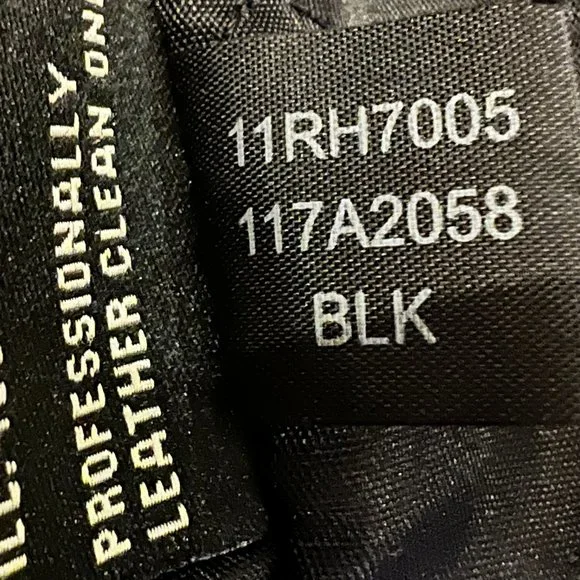 11RH7005
117A2058
BLK
PROFESSIONALLY
LEATHER CLEAN